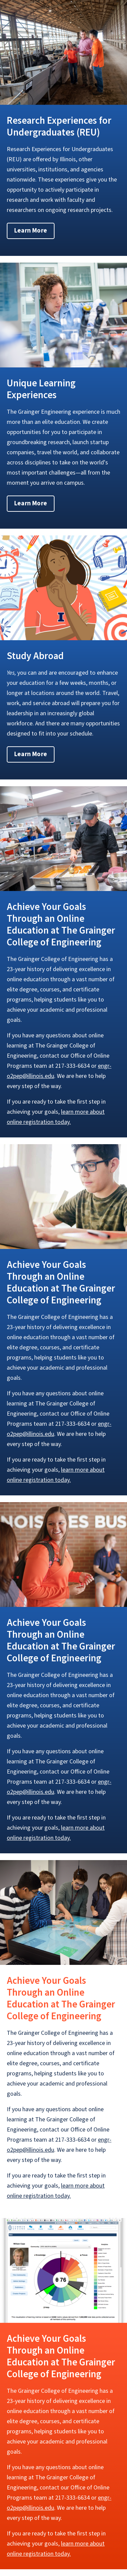 Research Experiences for
Undergraduates (REU)
Research Experiences for Undergraduates
(REU) are offered by Illinois, other
universities, institutions, and agencies
nationwide. These experiences give you the
opportunity to actively participate in
research and work with faculty and
researchers on ongoing research projects.
Learn More
Unique Learning
Experiences
The Grainger Engineering experience is much
more than an elite education. We create
opportunities for you to participate in
groundbreaking research, launch startup
companies, travel the world, and collaborate
across disciplines to take on the world's
most important challenges—all from the
moment you arrive on campus.
Learn More
Study Abroad
Yes, you can and are encouraged to enhance
your education for a few weeks, months, or
longer at locations around the world. Travel,
work, and service abroad will prepare you for
leadership in an increasingly global
workforce. And there are many opportunities
designed to fit into your schedule.
Learn More
Achieve Your Goals
Through an Online
Education at The Grainger
College of Engineering
The Grainger College of Engineering has a
23-year history of delivering excellence in
online education through a vast number of
elite degree, courses, and certificate
programs, helping students like you to
achieve your academic and professional
goals.
If you have any questions about online
learning at The Grainger College of
Engineering, contact our Office of Online
Programs team at 217-333-6634 or engr-
o2pep@illinois.edu. We are here to help
every step of the way.
If you are ready to take the first step in
achieving your goals, learn more about
online registration today.
Achieve Your Goals
Through an Online
Education at The Grainger
College of Engineering
The Grainger College of Engineering has a
23-year history of delivering excellence in
online education through a vast number of
elite degree, courses, and certificate
programs, helping students like you to
achieve your academic and professional
goals.
If you have any questions about online
learning at The Grainger College of
Engineering, contact our Office of Online
Programs team at 217-333-6634 or engr-
o2pep@illinois.edu. We are here to help
every step of the way.
If you are ready to take the first step in
achieving your goals, learn more about
online registration today.
Achieve Your Goals
Through an Online
Education at The Grainger
College of Engineering
The Grainger College of Engineering has a
23-year history of delivering excellence in
online education through a vast number of
elite degree, courses, and certificate
programs, helping students like you to
achieve your academic and professional
goals.
If you have any questions about online
learning at The Grainger College of
Engineering, contact our Office of Online
Programs team at 217-333-6634 or engr-
o2pep@illinois.edu. We are here to help
every step of the way.
If you are ready to take the first step in
achieving your goals, learn more about
online registration today.
Achieve Your Goals
Through an Online
Education at The Grainger
College of Engineering
The Grainger College of Engineering has a
23-year history of delivering excellence in
online education through a vast number of
elite degree, courses, and certificate
programs, helping students like you to
achieve your academic and professional
goals.
If you have any questions about online
learning at The Grainger College of
Engineering, contact our Office of Online
Programs team at 217-333-6634 or engr-
o2pep@illinois.edu. We are here to help
every step of the way.
If you are ready to take the first step in
achieving your goals, learn more about
online registration today.
76
Achieve Your Goals
Through an Online
Education at The Grainger
College of Engineering
The Grainger College of Engineering has a
23-year history of delivering excellence in
online education through a vast number of
elite degree, courses, and certificate
programs, helping students like you to
achieve your academic and professional
goals.
If you have any questions about online
learning at The Grainger College of
Engineering, contact our Office of Online
Programs team at 217-333-6634 or engr-
o2pep@illinois.edu. We are here to help
every step of the way.
If you are ready to take the first step in
achieving your goals, learn more about
online registration today.